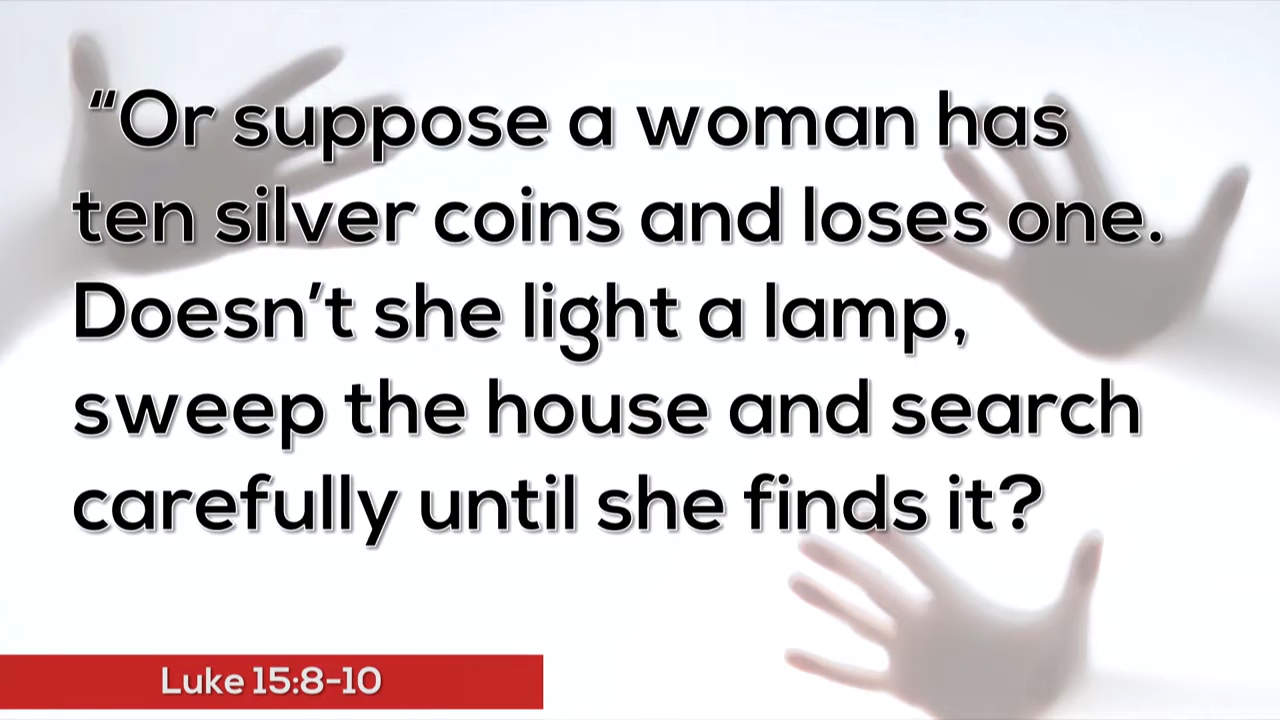 “Or suppose a woman has
ten silver coins and loses one.
Doesn’t she light a lamp,
sweep the house and search
carefully until she finds it?
Luke 15:8-10